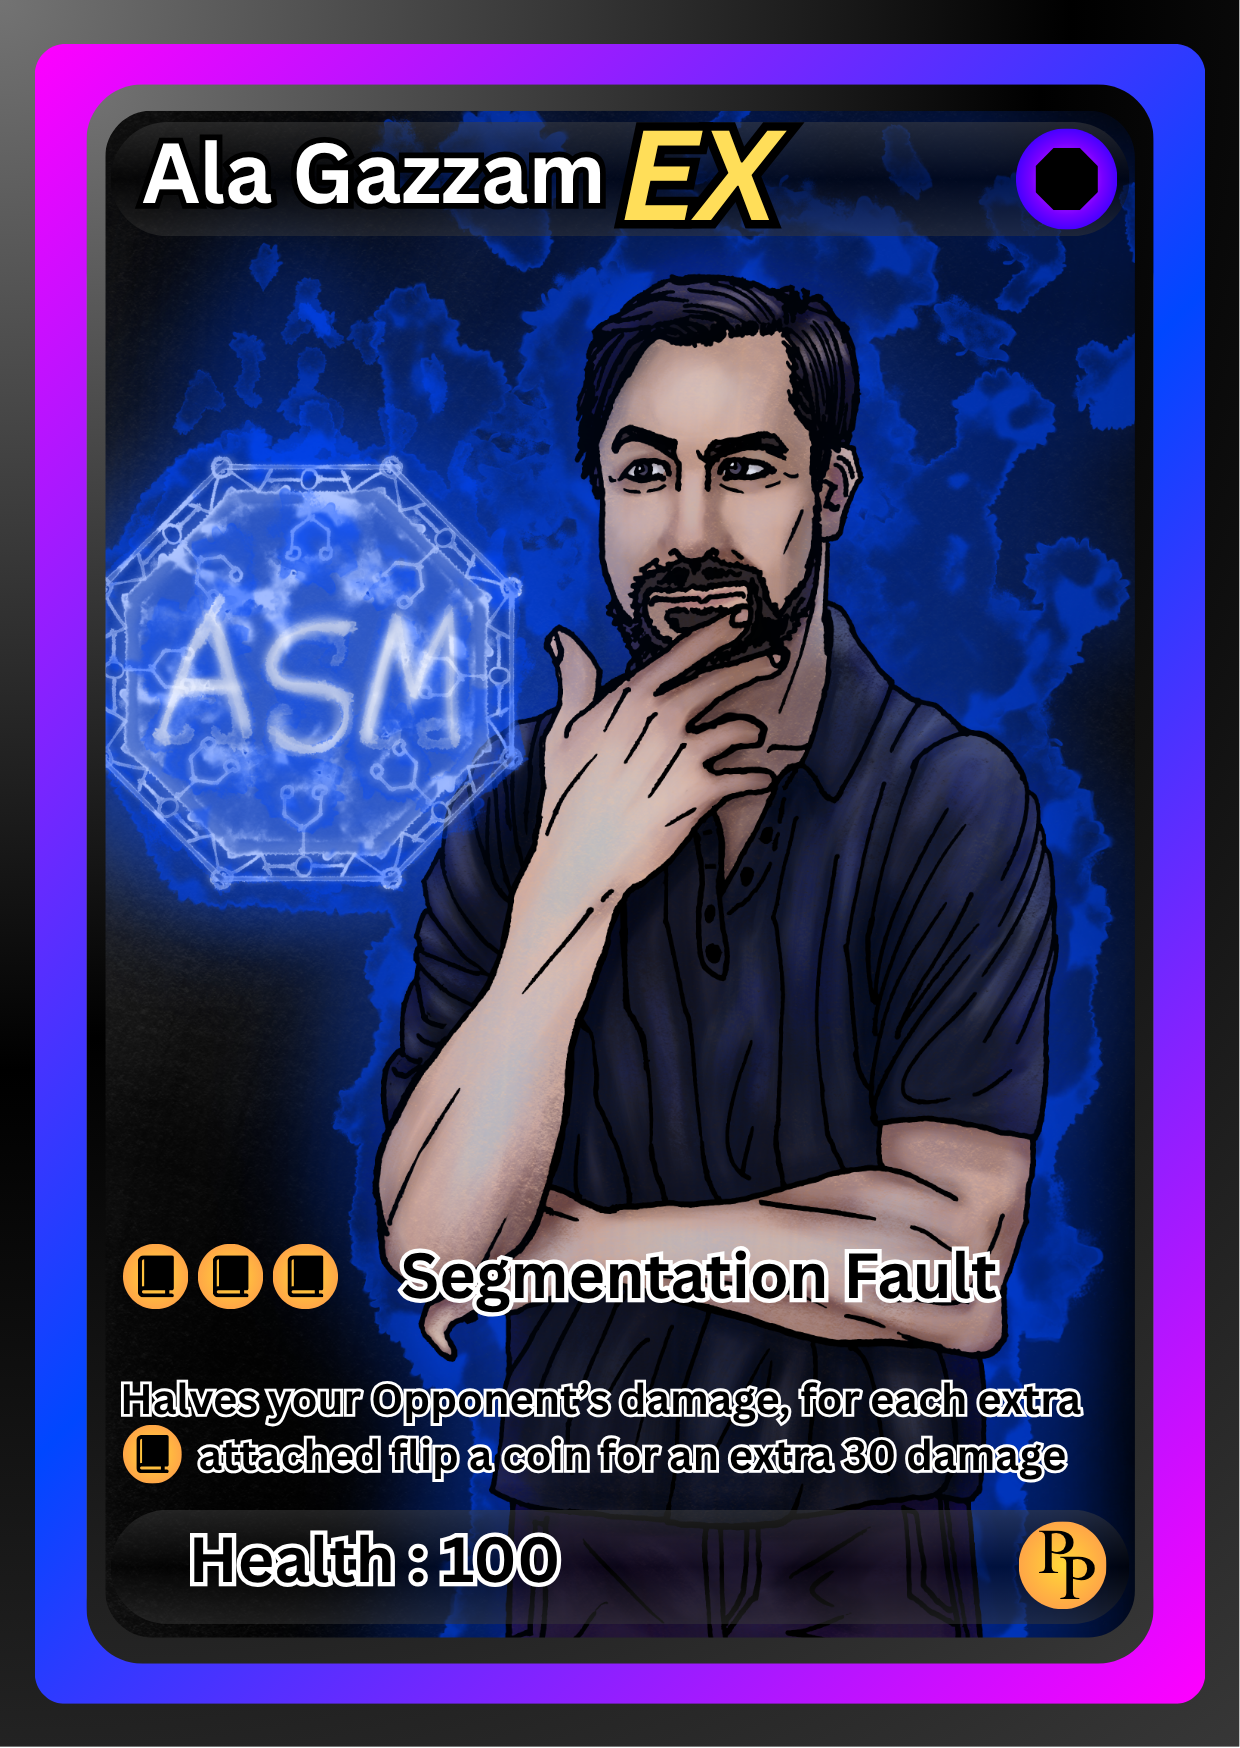 Ala Gazzam EX
ASM
Segmentation Fault
Halves your Opponent's damage, for each extra
attached flip a coin for an extra 30 damage
Health : 100
PP